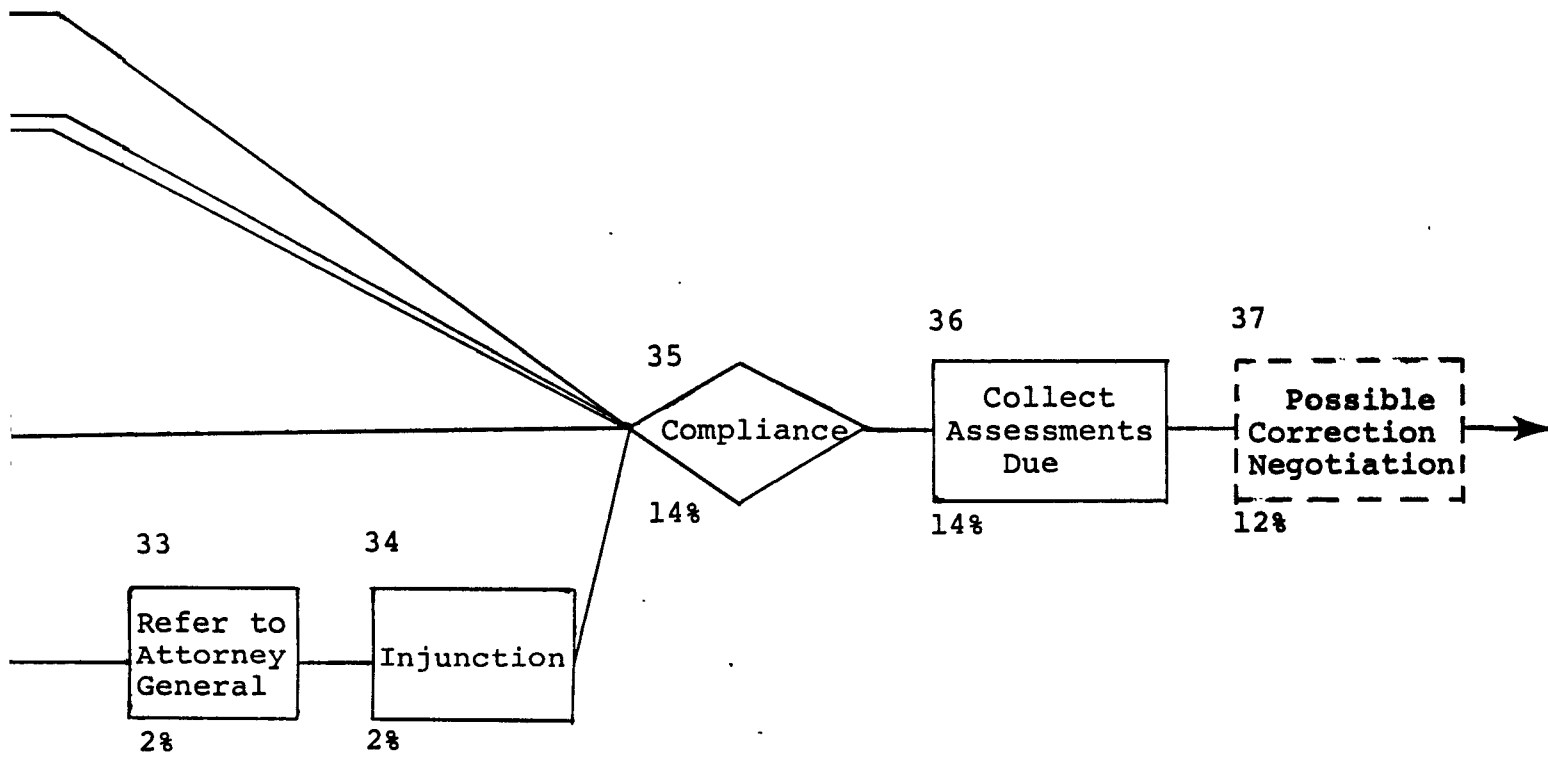 35
Compliance
14%
36
Collect
Assessments
Due
14%
37
Possible
Correction
Negotiation
12%
33
Refer to
Attorney
General
2%
34
Injunction
2%